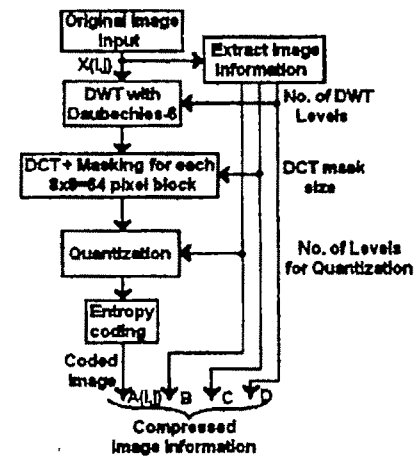 Original Image
Input
Extract Image
Information
X(i,j)
DWT with
Daubechies-6
No. of DWT
Levels
DCT + Masking for each
8x8=64 pixel block
DCT mask
size
Quantization
No. of Levels
for Quantization
Entropy
coding
Coded
Image
A(i,j) B C D
Compressed
Image Information